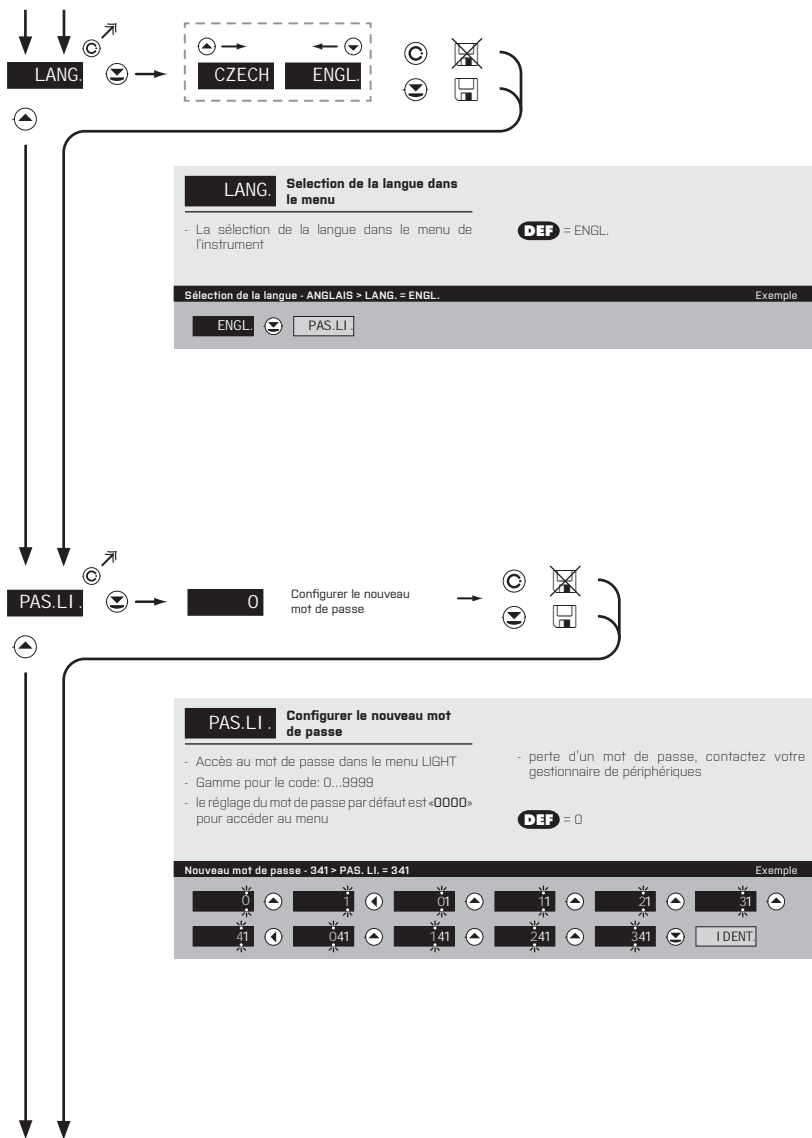 LANG.
CZECH ENGL.
LANG. Selection de la langue dans
le menu
- La sélection de la langue dans le menu de
l'instrument
DEF = ENGL.
Sélection de la langue - ANGLAIS > LANG. = ENGL. Exemple
ENGL. PAS.LI.
PAS.LI. 0 Configurer le nouveau
mot de passe
PAS.LI. Configurer le nouveau mot
de passe
- Accès au mot de passe dans le menu LIGHT
- Gamme pour le code: 0...9999
- le réglage du mot de passe par défaut est «0000»
pour accéder au menu
- perte d'un mot de passe, contactez votre
gestionnaire de périphériques
DEF = 0
Nouveau mot de passe - 341 > PAS. LI. = 341 Exemple
0 1 01 11 21 31
41 041 141 241 341 IDENT.